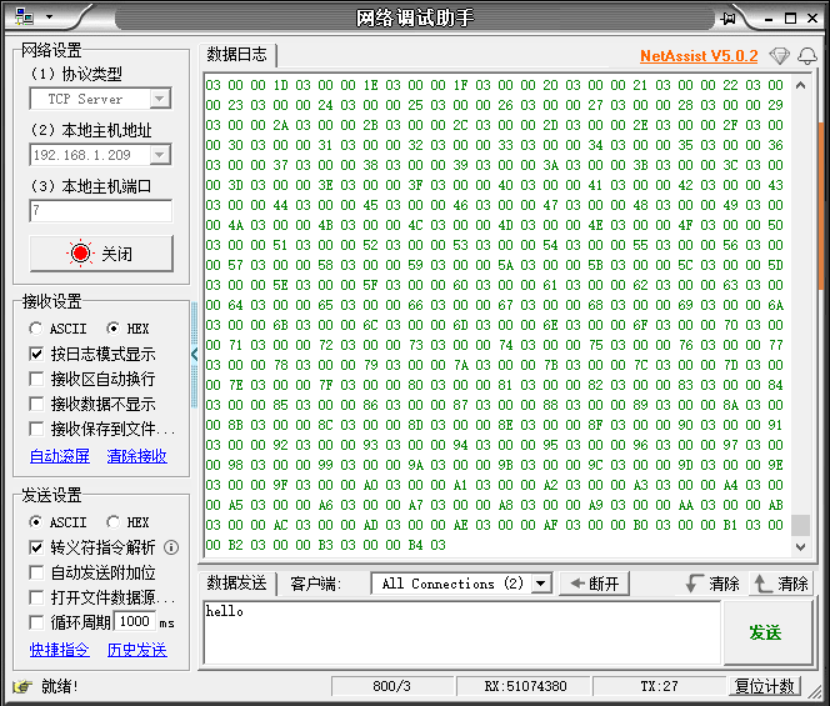 网络调试助手
网络设置
(1) 协议类型
TCP Server
(2) 本地主机地址
192.168.1.209
(3) 本地主机端口
7
关闭
接收设置
ASCII HEX
按日志模式显示
接收区自动换行
接收数据不显示
接收保存到文件...
自动滚屏 清除接收
发送设置
ASCII HEX
转义符指令解析
自动发送附加位
打开文件数据源...
循环周期 1000 ms
快捷指令 历史发送
数据日志 NetAssist V5.0.2
03 00 00 1D 03 00 00 1E 03 00 00 1F 03 00 00 20 03 00 00 21 03 00 00 22 03 00
00 23 03 00 00 24 03 00 00 25 03 00 00 26 03 00 00 27 03 00 00 28 03 00 00 29
03 00 00 2A 03 00 00 2B 03 00 00 2C 03 00 00 2D 03 00 00 2E 03 00 00 2F 03 00
00 30 03 00 00 31 03 00 00 32 03 00 00 33 03 00 00 34 03 00 00 35 03 00 00 36
03 00 00 37 03 00 00 38 03 00 00 39 03 00 00 3A 03 00 00 3B 03 00 00 3C 03 00
00 3D 03 00 00 3E 03 00 00 3F 03 00 00 40 03 00 00 41 03 00 00 42 03 00 00 43
03 00 00 44 03 00 00 45 03 00 00 46 03 00 00 47 03 00 00 48 03 00 00 49 03 00
00 4A 03 00 00 4B 03 00 00 4C 03 00 00 4D 03 00 00 4E 03 00 00 4F 03 00 00 50
03 00 00 51 03 00 00 52 03 00 00 53 03 00 00 54 03 00 00 55 03 00 00 56 03 00
00 57 03 00 00 58 03 00 00 59 03 00 00 5A 03 00 00 5B 03 00 00 5C 03 00 00 5D
03 00 00 5E 03 00 00 5F 03 00 00 60 03 00 00 61 03 00 00 62 03 00 00 63 03 00
00 64 03 00 00 65 03 00 00 66 03 00 00 67 03 00 00 68 03 00 00 69 03 00 00 6A
03 00 00 6B 03 00 00 6C 03 00 00 6D 03 00 00 6E 03 00 00 6F 03 00 00 70 03 00
00 71 03 00 00 72 03 00 00 73 03 00 00 74 03 00 00 75 03 00 00 76 03 00 00 77
03 00 00 78 03 00 00 79 03 00 00 7A 03 00 00 7B 03 00 00 7C 03 00 00 7D 03 00
00 7E 03 00 00 7F 03 00 00 80 03 00 00 81 03 00 00 82 03 00 00 83 03 00 00 84
03 00 00 85 03 00 00 86 03 00 00 87 03 00 00 88 03 00 00 89 03 00 00 8A 03 00
00 8B 03 00 00 8C 03 00 00 8D 03 00 00 8E 03 00 00 8F 03 00 00 90 03 00 00 91
03 00 00 92 03 00 00 93 03 00 00 94 03 00 00 95 03 00 00 96 03 00 00 97 03 00
00 98 03 00 00 99 03 00 00 9A 03 00 00 9B 03 00 00 9C 03 00 00 9D 03 00 00 9E
03 00 00 9F 03 00 00 A0 03 00 00 A1 03 00 00 A2 03 00 00 A3 03 00 00 A4 03 00
00 A5 03 00 00 A6 03 00 00 A7 03 00 00 A8 03 00 00 A9 03 00 00 AA 03 00 00 AB
03 00 00 AC 03 00 00 AD 03 00 00 AE 03 00 00 AF 03 00 00 B0 03 00 00 B1 03 00
00 B2 03 00 00 B3 03 00 00 B4 03
数据发送 客户端: All Connections (2) 断开 清除 清除
hello
发送
就绪! 800/3 RX:51074380 TX:27 复位计数